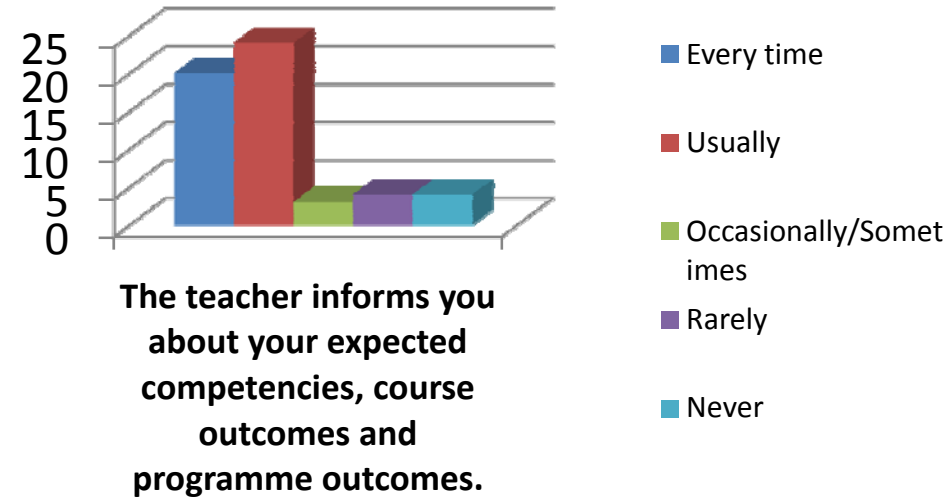 25
20
15
10
5
0
The teacher informs you
about your expected
competencies, course
outcomes and
programme outcomes.
Every time
Usually
Occasionally/Somet
imes
Rarely
Never